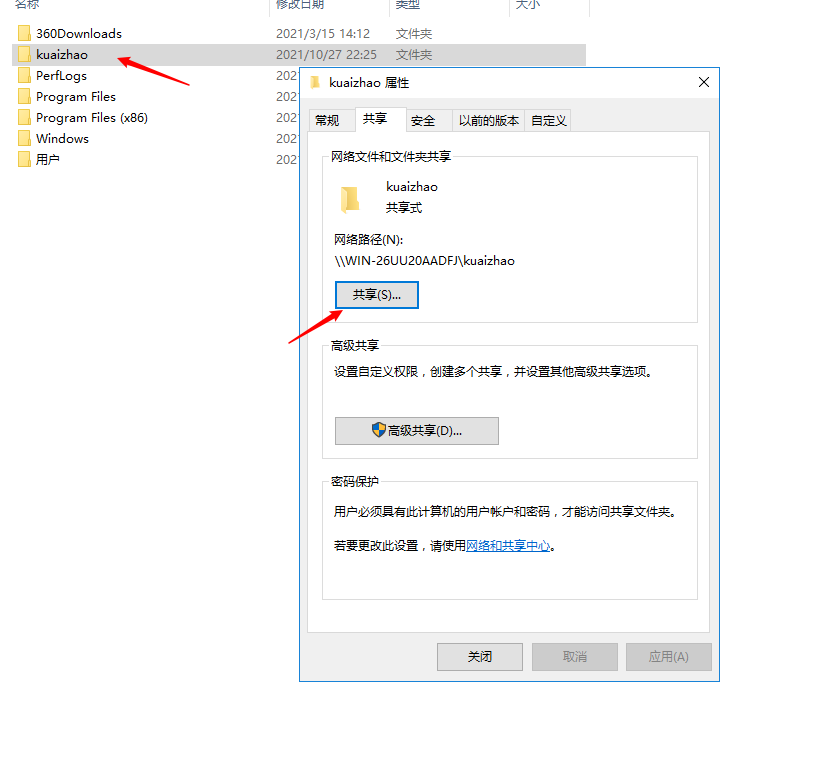 名称 修改日期 类型 大小
360Downloads 2021/3/15 14:12 文件夹
kuaizhao 2021/10/27 22:25 文件夹
PerfLogs 202
Program Files 202
Program Files (x86) 202
Windows 202
用户 202
kuaizhao 属性
常规 共享 安全 以前的版本 自定义
网络文件和文件夹共享
kuaizhao
共享式
网络路径(N):
\\WIN-26UU20AADFJ\kuaizhao
共享(S)...
高级共享
设置自定义权限，创建多个共享，并设置其他高级共享选项。
高级共享(D)...
密码保护
用户必须具有此计算机的用户帐户和密码，才能访问共享文件夹。
若要更改此设置，请使用网络和共享中心。
关闭 取消 应用(A)